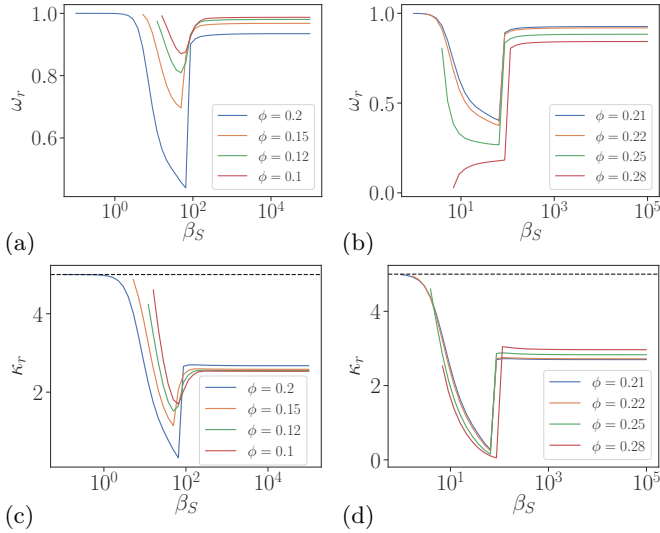 1.0
0.8
0.6
ω_r
ϕ = 0.2
ϕ = 0.15
ϕ = 0.12
ϕ = 0.1
10^0 10^2 10^4
β_S
(a)
1.0
0.5
0.0
ω_r
ϕ = 0.21
ϕ = 0.22
ϕ = 0.25
ϕ = 0.28
10^1 10^3 10^5
β_S
(b)
4
2
κ_r
ϕ = 0.2
ϕ = 0.15
ϕ = 0.12
ϕ = 0.1
10^0 10^2 10^4
β_S
(c)
4
2
0
κ_r
ϕ = 0.21
ϕ = 0.22
ϕ = 0.25
ϕ = 0.28
10^1 10^3 10^5
β_S
(d)